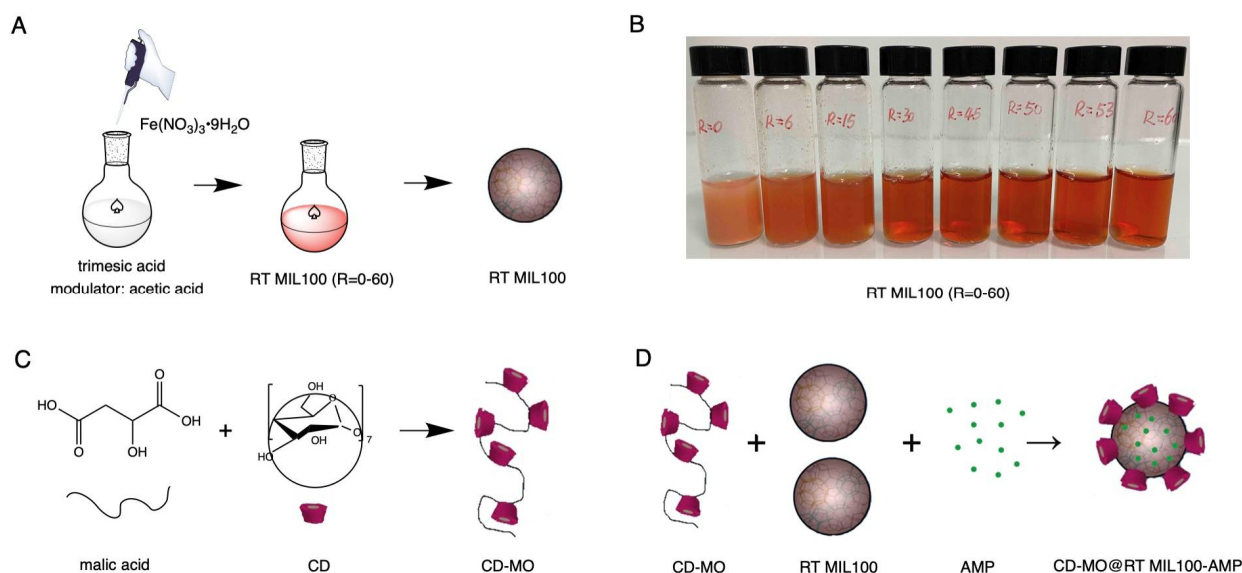 A
Fe(NO₃)₃•9H₂O
trimesic acid
modulator: acetic acid
RT MIL100 (R=0-60)
RT MIL100
B
R=0
R=6
R=15
R=30
R=45
R=50
R=53
RT MIL100 (R=0-60)
C
O
HO
O
OH
O
OH
+
OH
O
OH
O
HO
7
malic acid
CD
CD-MO
D
+
+
CD-MO
RT MIL100
AMP
CD-MO@RT MIL100-AMP